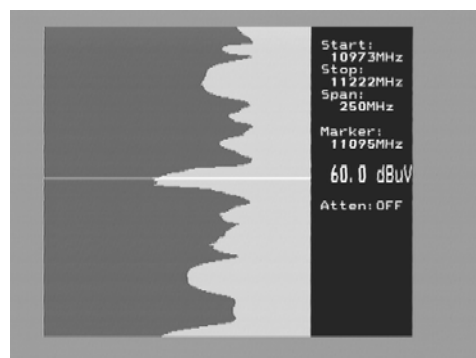 Start:
10973MHz
Stop:
11222MHz
Span:
250MHz
Marker:
11095MHz
60.0 dBuV
Atten:OFF